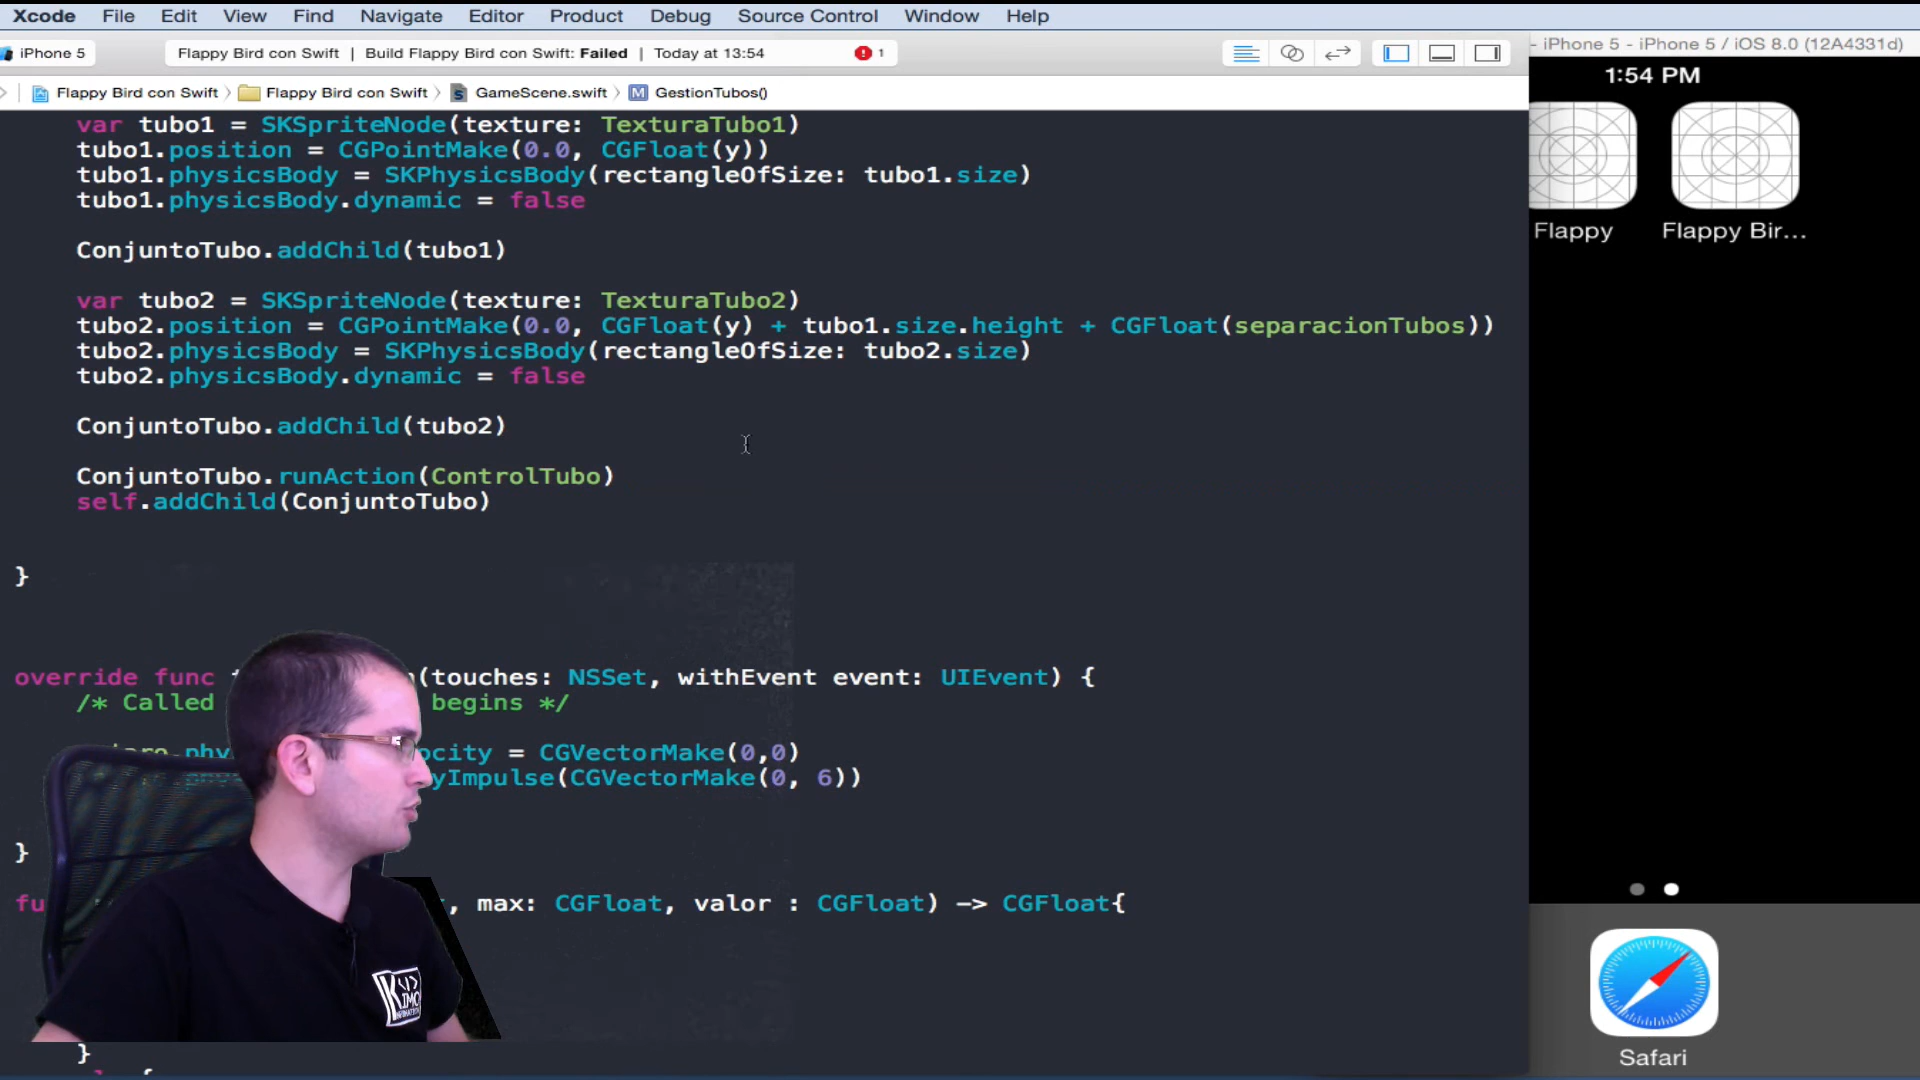 Xcode File Edit View Find Navigate Editor Product Debug Source Control Window Help
iPhone 5 Flappy Bird con Swift | Build Flappy Bird con Swift: Failed | Today at 13:54 1
- iPhone 5 - iPhone 5 / iOS 8.0 (12A4331d)
Flappy Bird con Swift Flappy Bird con Swift GameScene.swift M GestionTubos()
1:54 PM
Flappy Flappy Bir...
var tubo1 = SKSpriteNode(texture: TexturaTubo1)
tubo1.position = CGPointMake(0.0, CGFloat(y))
tubo1.physicsBody = SKPhysicsBody(rectangleOfSize: tubo1.size)
tubo1.physicsBody.dynamic = false
ConjuntoTubo.addChild(tubo1)
var tubo2 = SKSpriteNode(texture: TexturaTubo2)
tubo2.position = CGPointMake(0.0, CGFloat(y) + tubo1.size.height + CGFloat(separacionTubos))
tubo2.physicsBody = SKPhysicsBody(rectangleOfSize: tubo2.size)
tubo2.physicsBody.dynamic = false
ConjuntoTubo.addChild(tubo2)
ConjuntoTubo.runAction(ControlTubo)
self.addChild(ConjuntoTubo)
}
override func (touches: NSSet, withEvent event: UIEvent) {
/* Called begins */
ocity = CGVectorMake(0,0)
yImpulse(CGVectorMake(0, 6))
}
fu , max: CGFloat, valor : CGFloat) -> CGFloat{
}
Safari